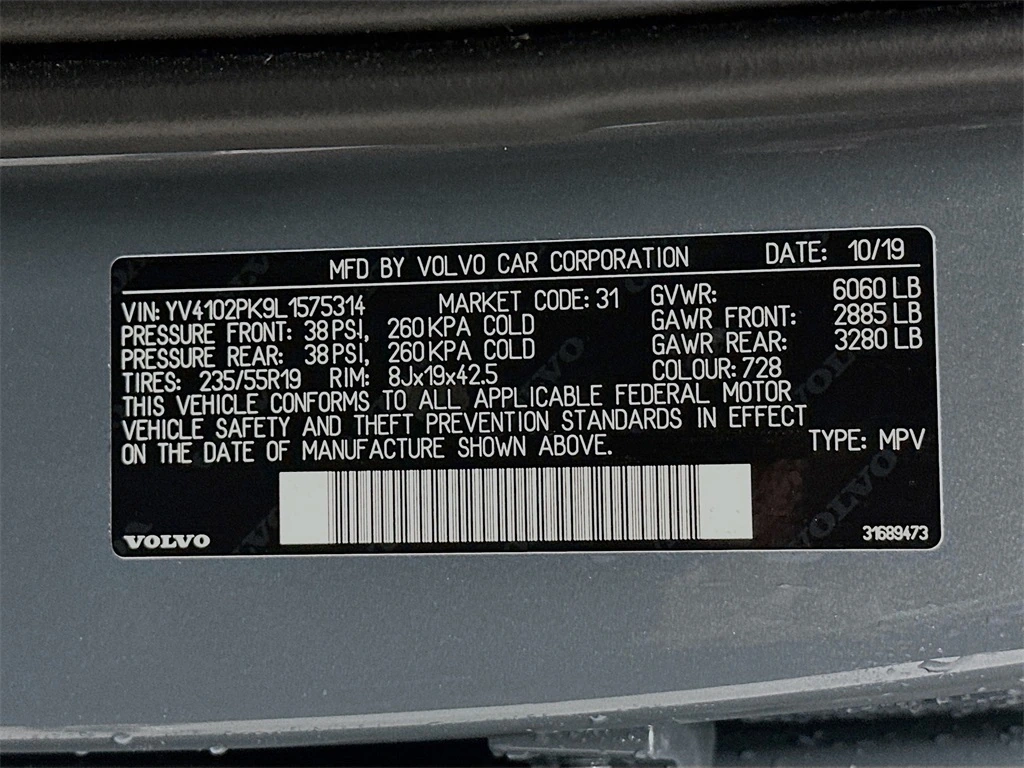 MFD BY VOLVO CAR CORPORATION DATE: 10/19
VIN: YV4102PK9L1575314 MARKET CODE: 31 GVWR: 6060 LB
PRESSURE FRONT: 38 PSI, 260 KPA COLD GAWR FRONT: 2885 LB
PRESSURE REAR: 38 PSI, 260 KPA COLD GAWR REAR: 3280 LB
TIRES: 235/55R19 RIM: 8Jx19x42.5 COLOUR: 728
THIS VEHICLE CONFORMS TO ALL APPLICABLE FEDERAL MOTOR
VEHICLE SAFETY AND THEFT PREVENTION STANDARDS IN EFFECT
ON THE DATE OF MANUFACTURE SHOWN ABOVE. TYPE: MPV
VOLVO 31689473